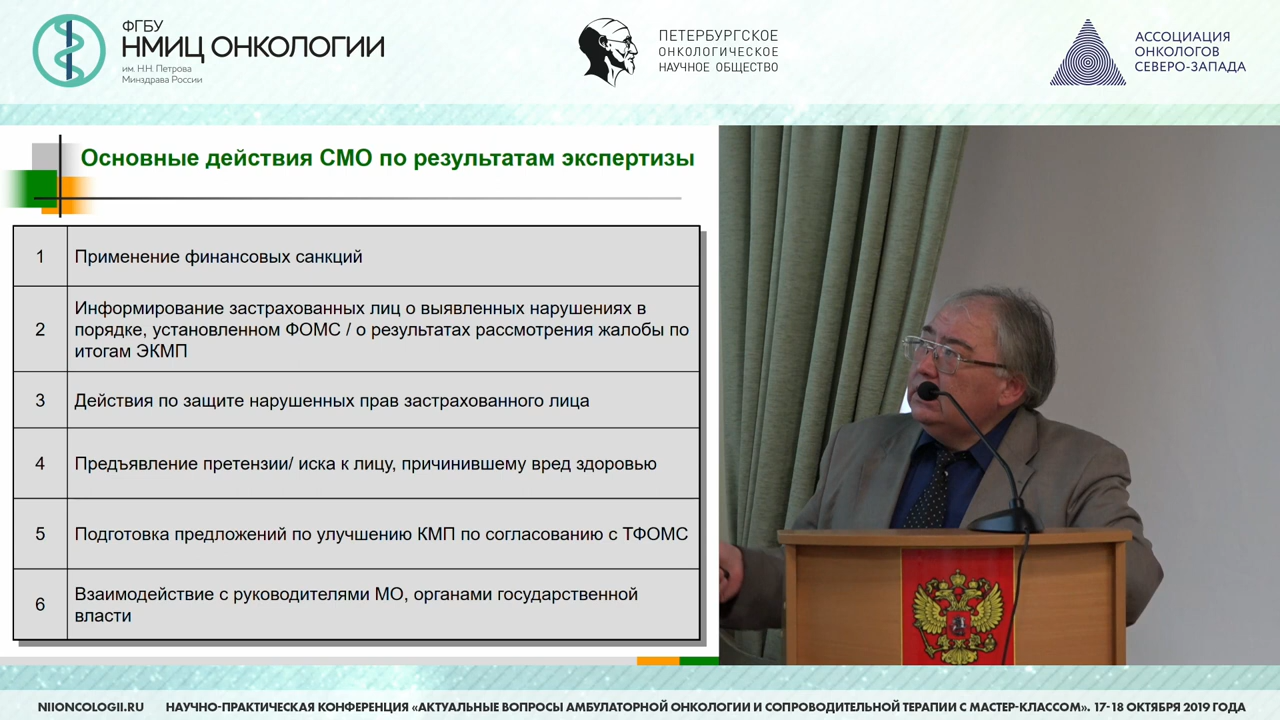 ФГБУ
НМИЦ ОНКОЛОГИИ
им. Н.Н. Петрова
Минздрава России
ПЕТЕРБУРГСКОЕ
ОНКОЛОГИЧЕСКОЕ
НАУЧНОЕ ОБЩЕСТВО
АССОЦИАЦИЯ
ОНКОЛОГОВ
СЕВЕРО-ЗАПАДА
Основные действия СМО по результатам экспертизы
1 Применение финансовых санкций
2 Информирование застрахованных лиц о выявленных нарушениях в
порядке, установленном ФОМС / о результатах рассмотрения жалобы по
итогам ЭКМП
3 Действия по защите нарушенных прав застрахованного лица
4 Предъявление претензии/ иска к лицу, причинившему вред здоровью
5 Подготовка предложений по улучшению КМП по согласованию с ТФОМС
6 Взаимодействие с руководителями МО, органами государственной
власти
NIIONCOLOGII.RU НАУЧНО-ПРАКТИЧЕСКАЯ КОНФЕРЕНЦИЯ «АКТУАЛЬНЫЕ ВОПРОСЫ АМБУЛАТОРНОЙ ОНКОЛОГИИ И СОПРОВОДИТЕЛЬНОЙ ТЕРАПИИ С МАСТЕР-КЛАССОМ». 17-18 ОКТЯБРЯ 2019 ГОДА